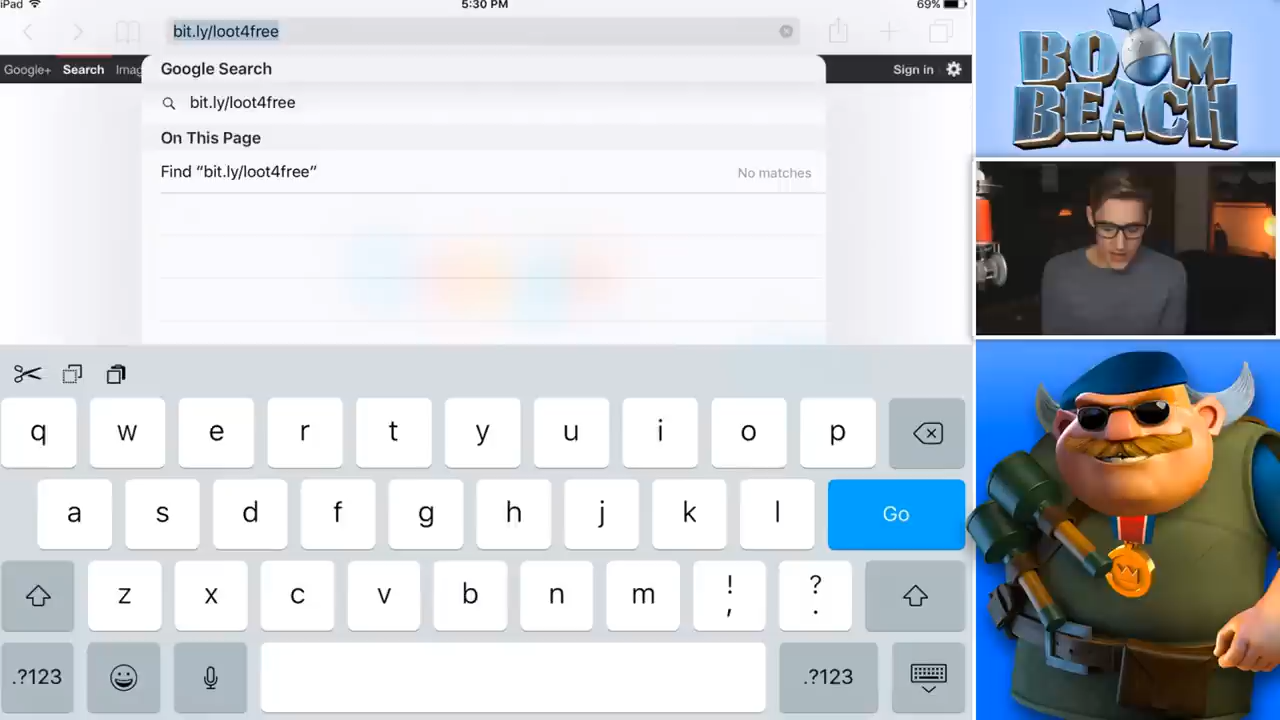 iPad 5:30 PM 69%
bit.ly/loot4free
Google+ Search Imag Sign in
Google Search
bit.ly/loot4free
On This Page
Find “bit.ly/loot4free” No matches
q w e r t y u i o p
a s d f g h j k l Go
z x c v b n m ! , ? .
.?123 .?123
BOOM
BEACH